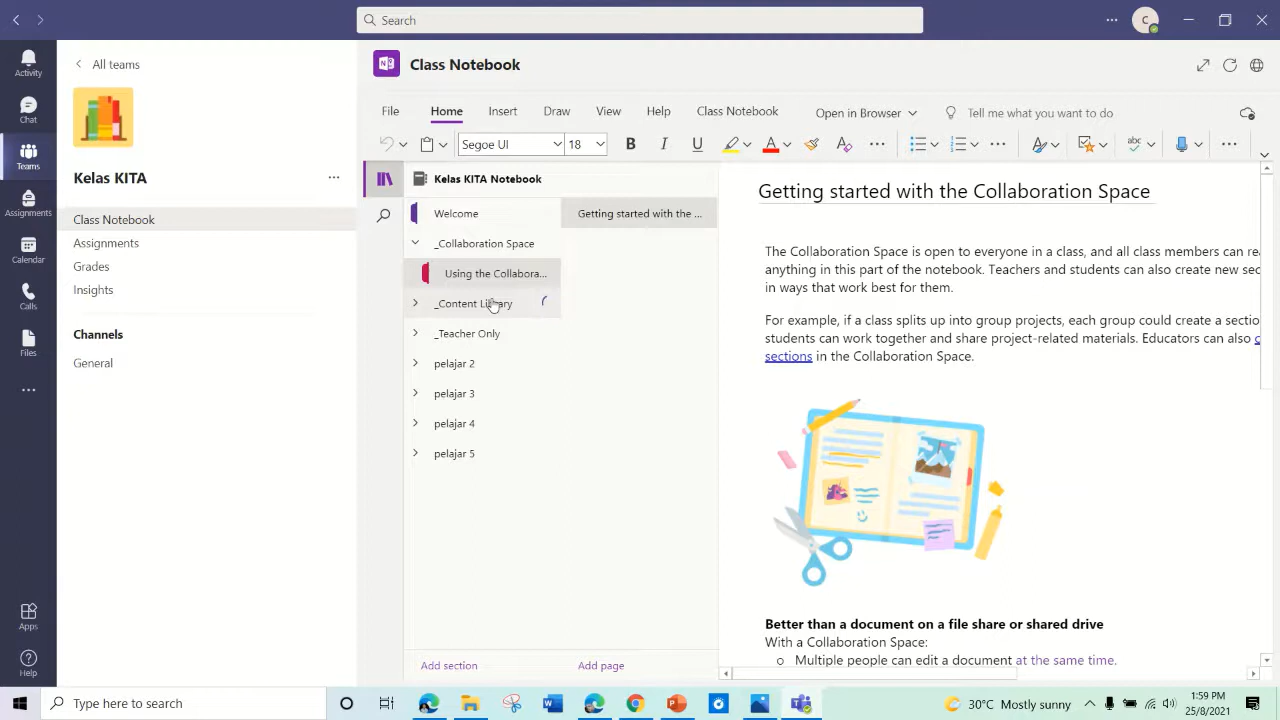 Search
C
Activity
Chat
Teams
Assignments
Calendar
Calls
Files
Apps
Help
All teams
Kelas KITA
Class Notebook
Assignments
Grades
Insights
Channels
General
Class Notebook
File Home Insert Draw View Help Class Notebook Open in Browser Tell me what you want to do
Segoe UI 18 B I U A
Kelas KITA Notebook
Welcome
_Collaboration Space
Using the Collabora...
_Content Library
_Teacher Only
pelajar 2
pelajar 3
pelajar 4
pelajar 5
Add section
Getting started with the ...
Add page
Getting started with the Collaboration Space
The Collaboration Space is open to everyone in a class, and all class members can
anything in this part of the notebook. Teachers and students can also create new
in ways that work best for them.
For example, if a class splits up into group projects, each group could create a
students can work together and share project-related materials. Educators can also
sections in the Collaboration Space.
Better than a document on a file share or shared drive
With a Collaboration Space:
o Multiple people can edit a document at the same time.
Type here to search
30°C Mostly sunny
1:59 PM
25/8/2021